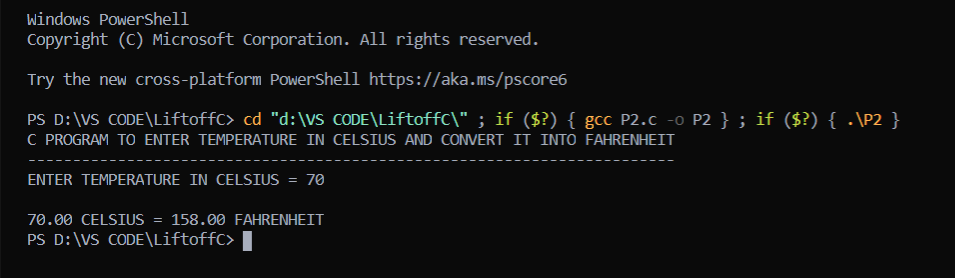 Windows PowerShell
Copyright (C) Microsoft Corporation. All rights reserved.
Try the new cross-platform PowerShell https://aka.ms/pscore6
PS D:\VS CODE\LiftoffC> cd "d:\VS CODE\LiftoffC\" ; if ($?) { gcc P2.c -o P2 } ; if ($?) { .\P2 }
C PROGRAM TO ENTER TEMPERATURE IN CELSIUS AND CONVERT IT INTO FAHRENHEIT
------------------------------------------------------------------------
ENTER TEMPERATURE IN CELSIUS = 70
70.00 CELSIUS = 158.00 FAHRENHEIT
PS D:\VS CODE\LiftoffC>